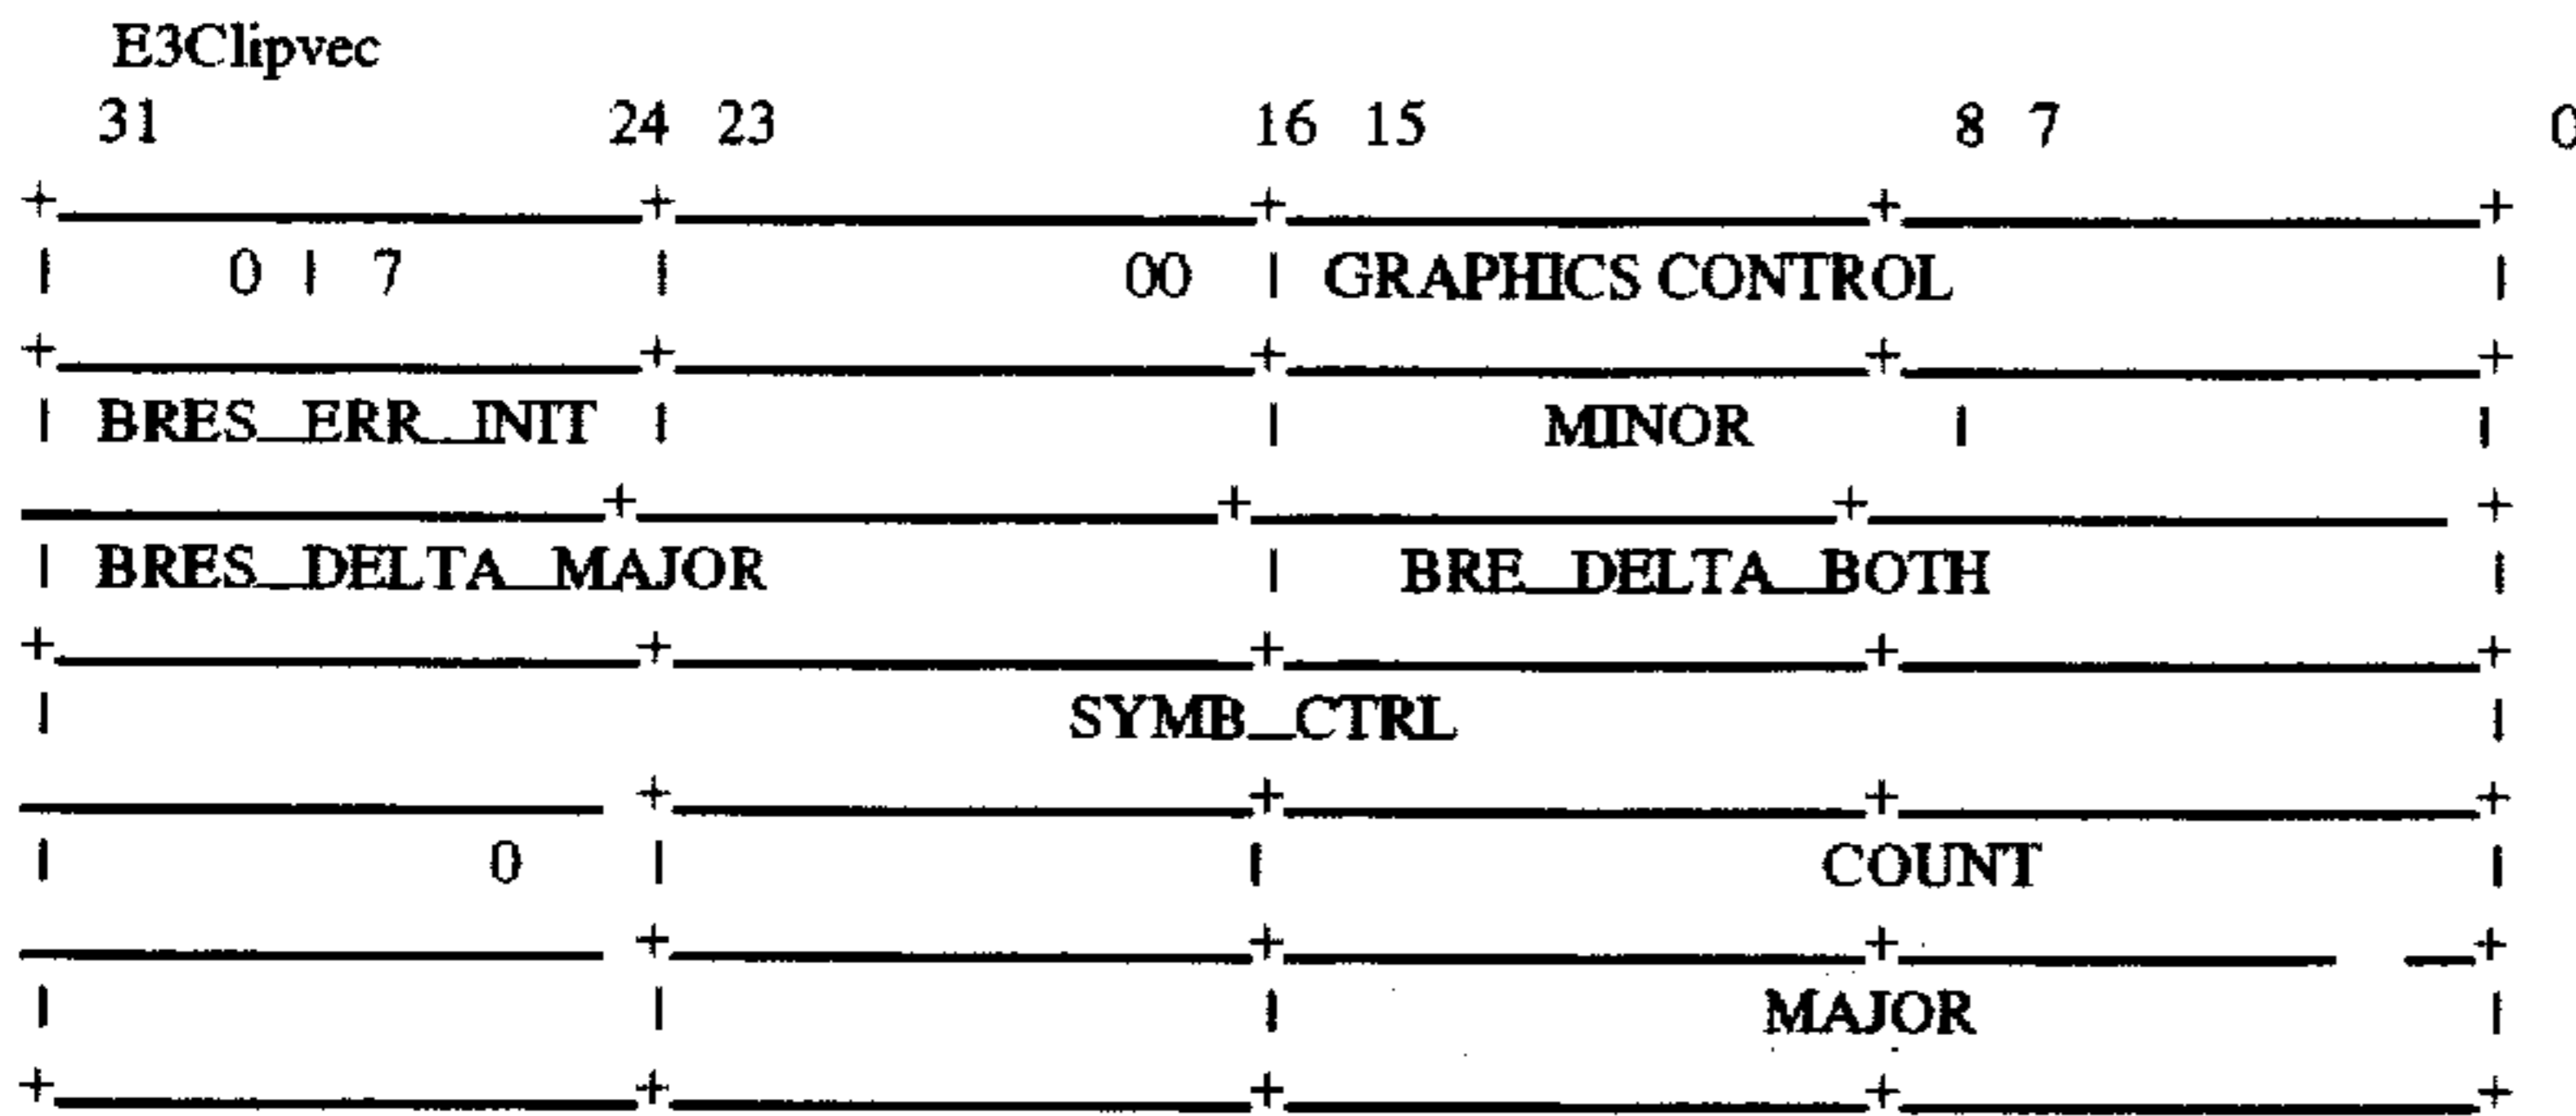 E3Clipvec
31 24 23 16 15 8 7 0
+ + + + +
| 0 | 7 | 00 | GRAPHICS CONTROL |
+ + + + +
| BRES_ERR_INIT | | MINOR | |
+ + + +
| BRES_DELTA_MAJOR | BRE_DELTA_BOTH |
+ + + + +
| SYMB_CTRL |
+ + + +
| 0 | | COUNT |
+ + + +
| | | MAJOR |
+ + + + +